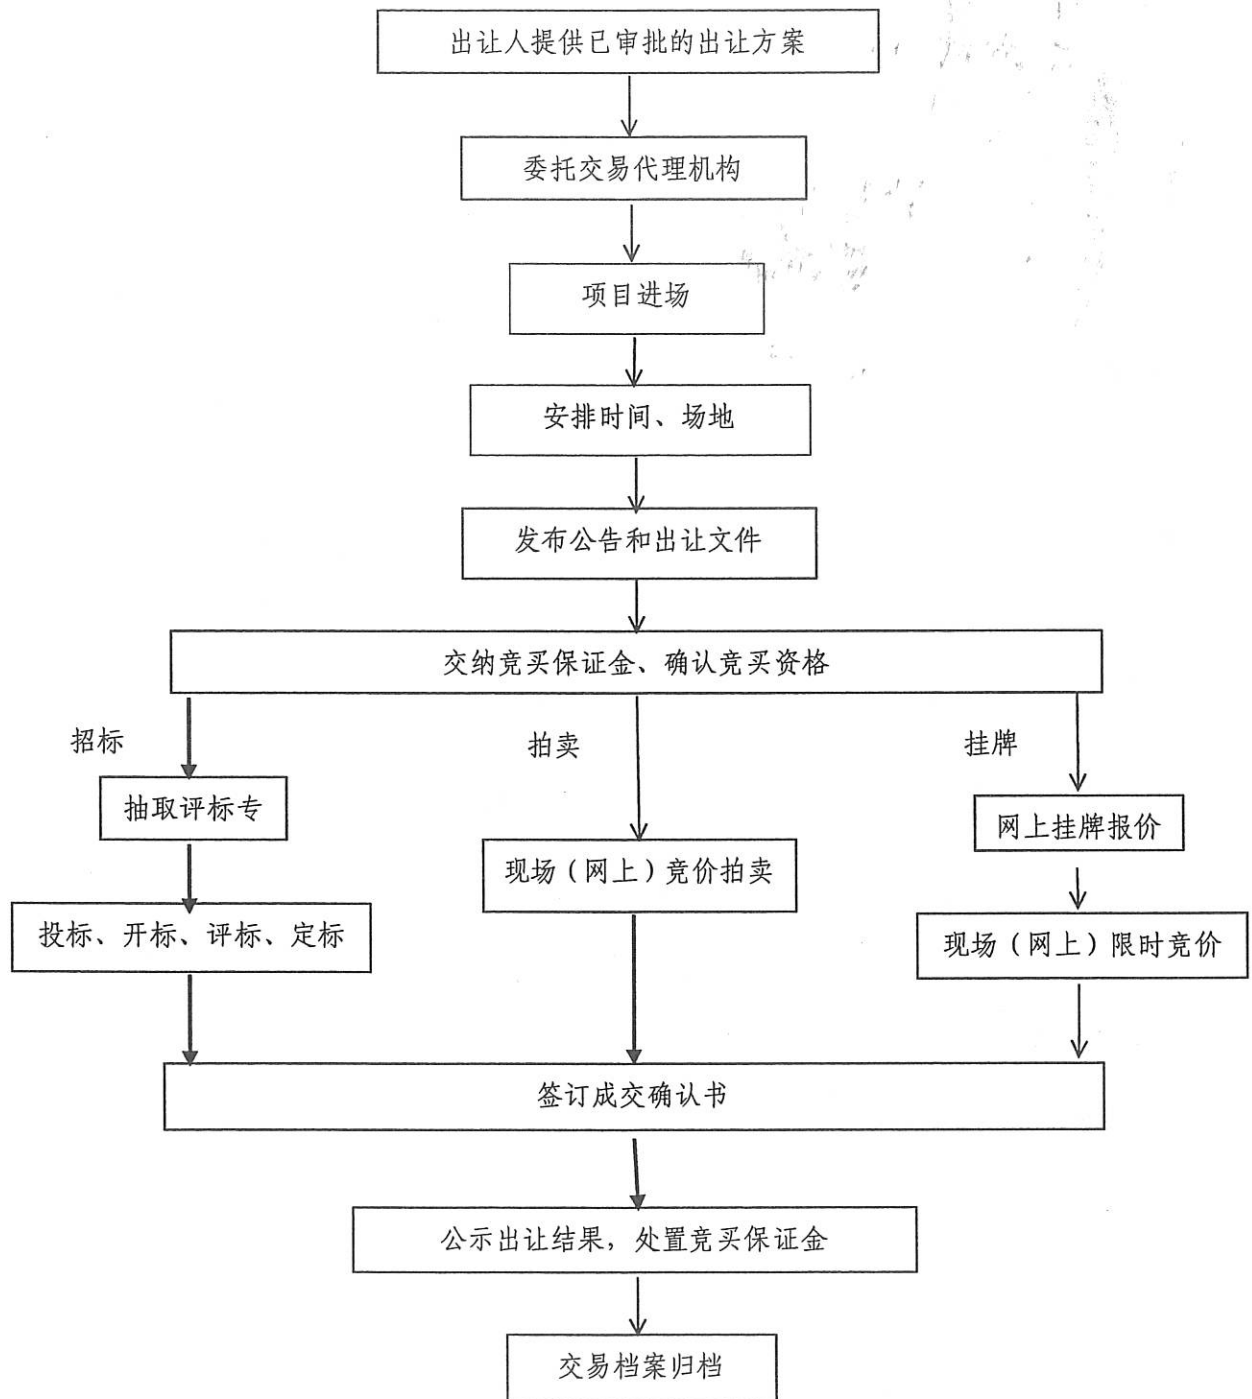 出让人提供已审批的出让方案
委托交易代理机构
项目进场
安排时间、场地
发布公告和出让文件
交纳竞买保证金、确认竞买资格
招标
拍卖
挂牌
抽取评标专
网上挂牌报价
现场（网上）竞价拍卖
投标、开标、评标、定标
现场（网上）限时竞价
签订成交确认书
公示出让结果，处置竞买保证金
交易档案归档